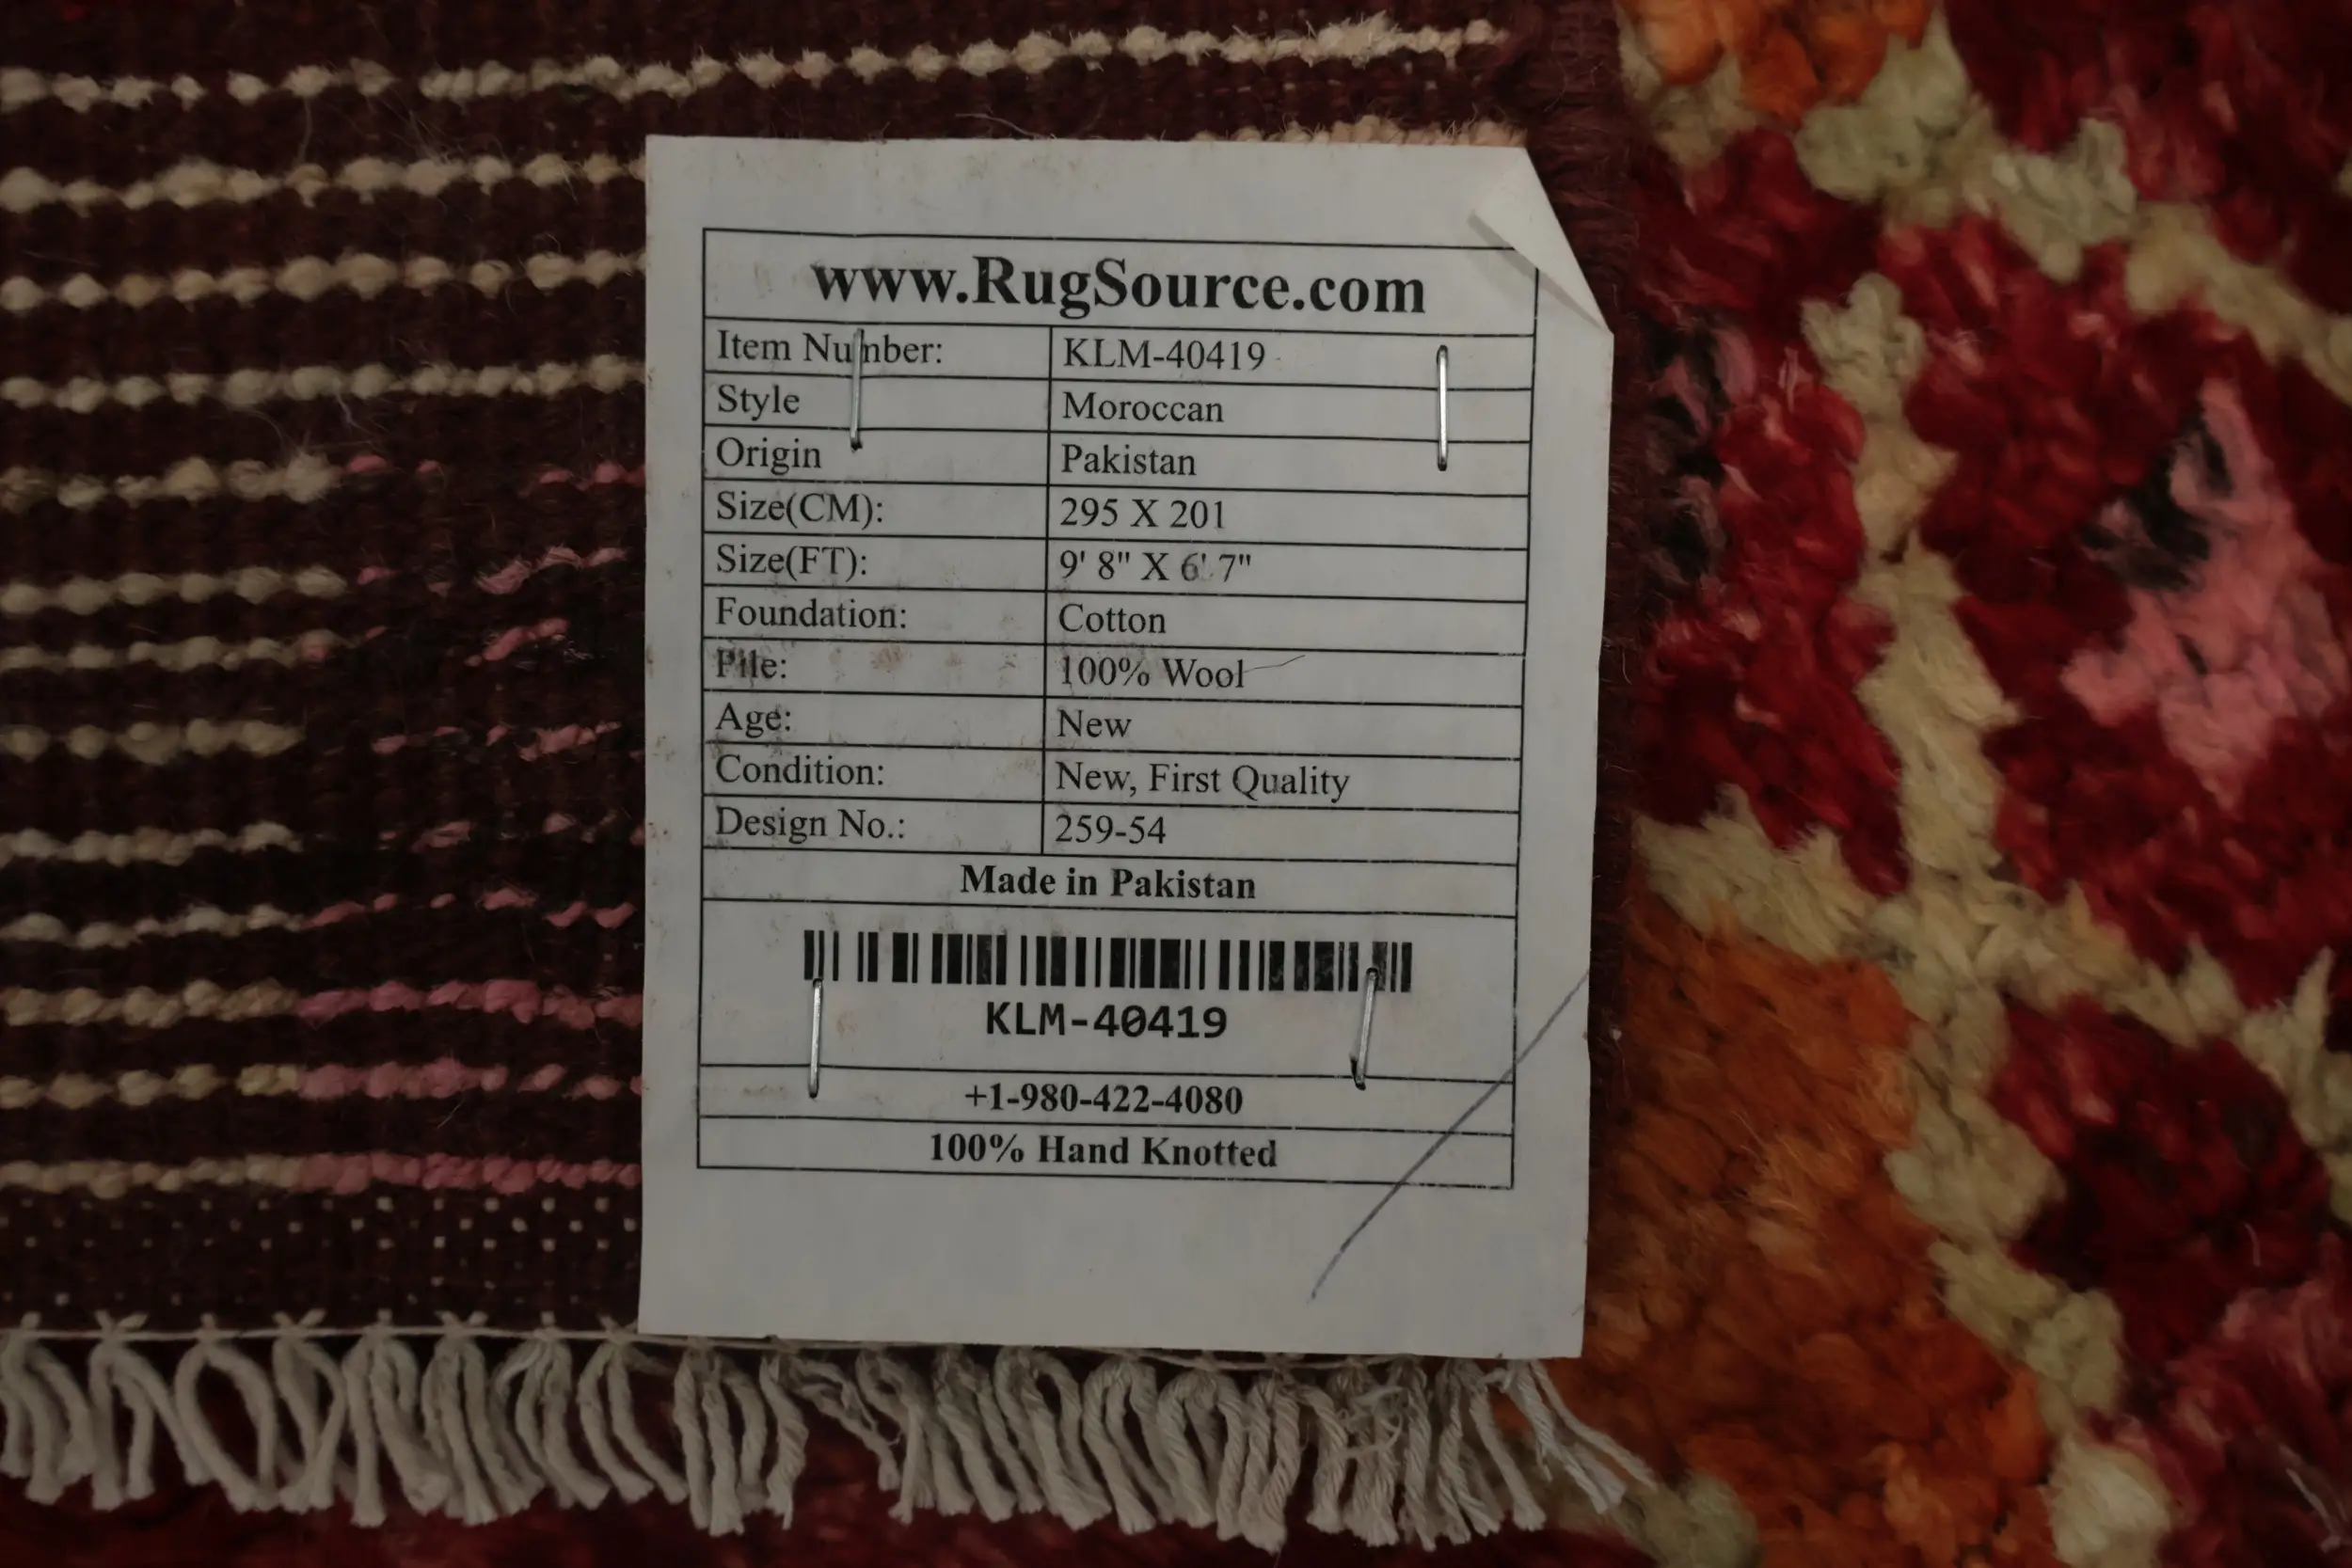 www.RugSource.com
Item Number: KLM-40419
Style Moroccan
Origin Pakistan
Size(CM): 295 X 201
Size(FT): 9' 8" X 6' 7"
Foundation: Cotton
Pile: 100% Wool
Age: New
Condition: New, First Quality
Design No.: 259-54
Made in Pakistan
KLM-40419
+1-980-422-4080
100% Hand Knotted